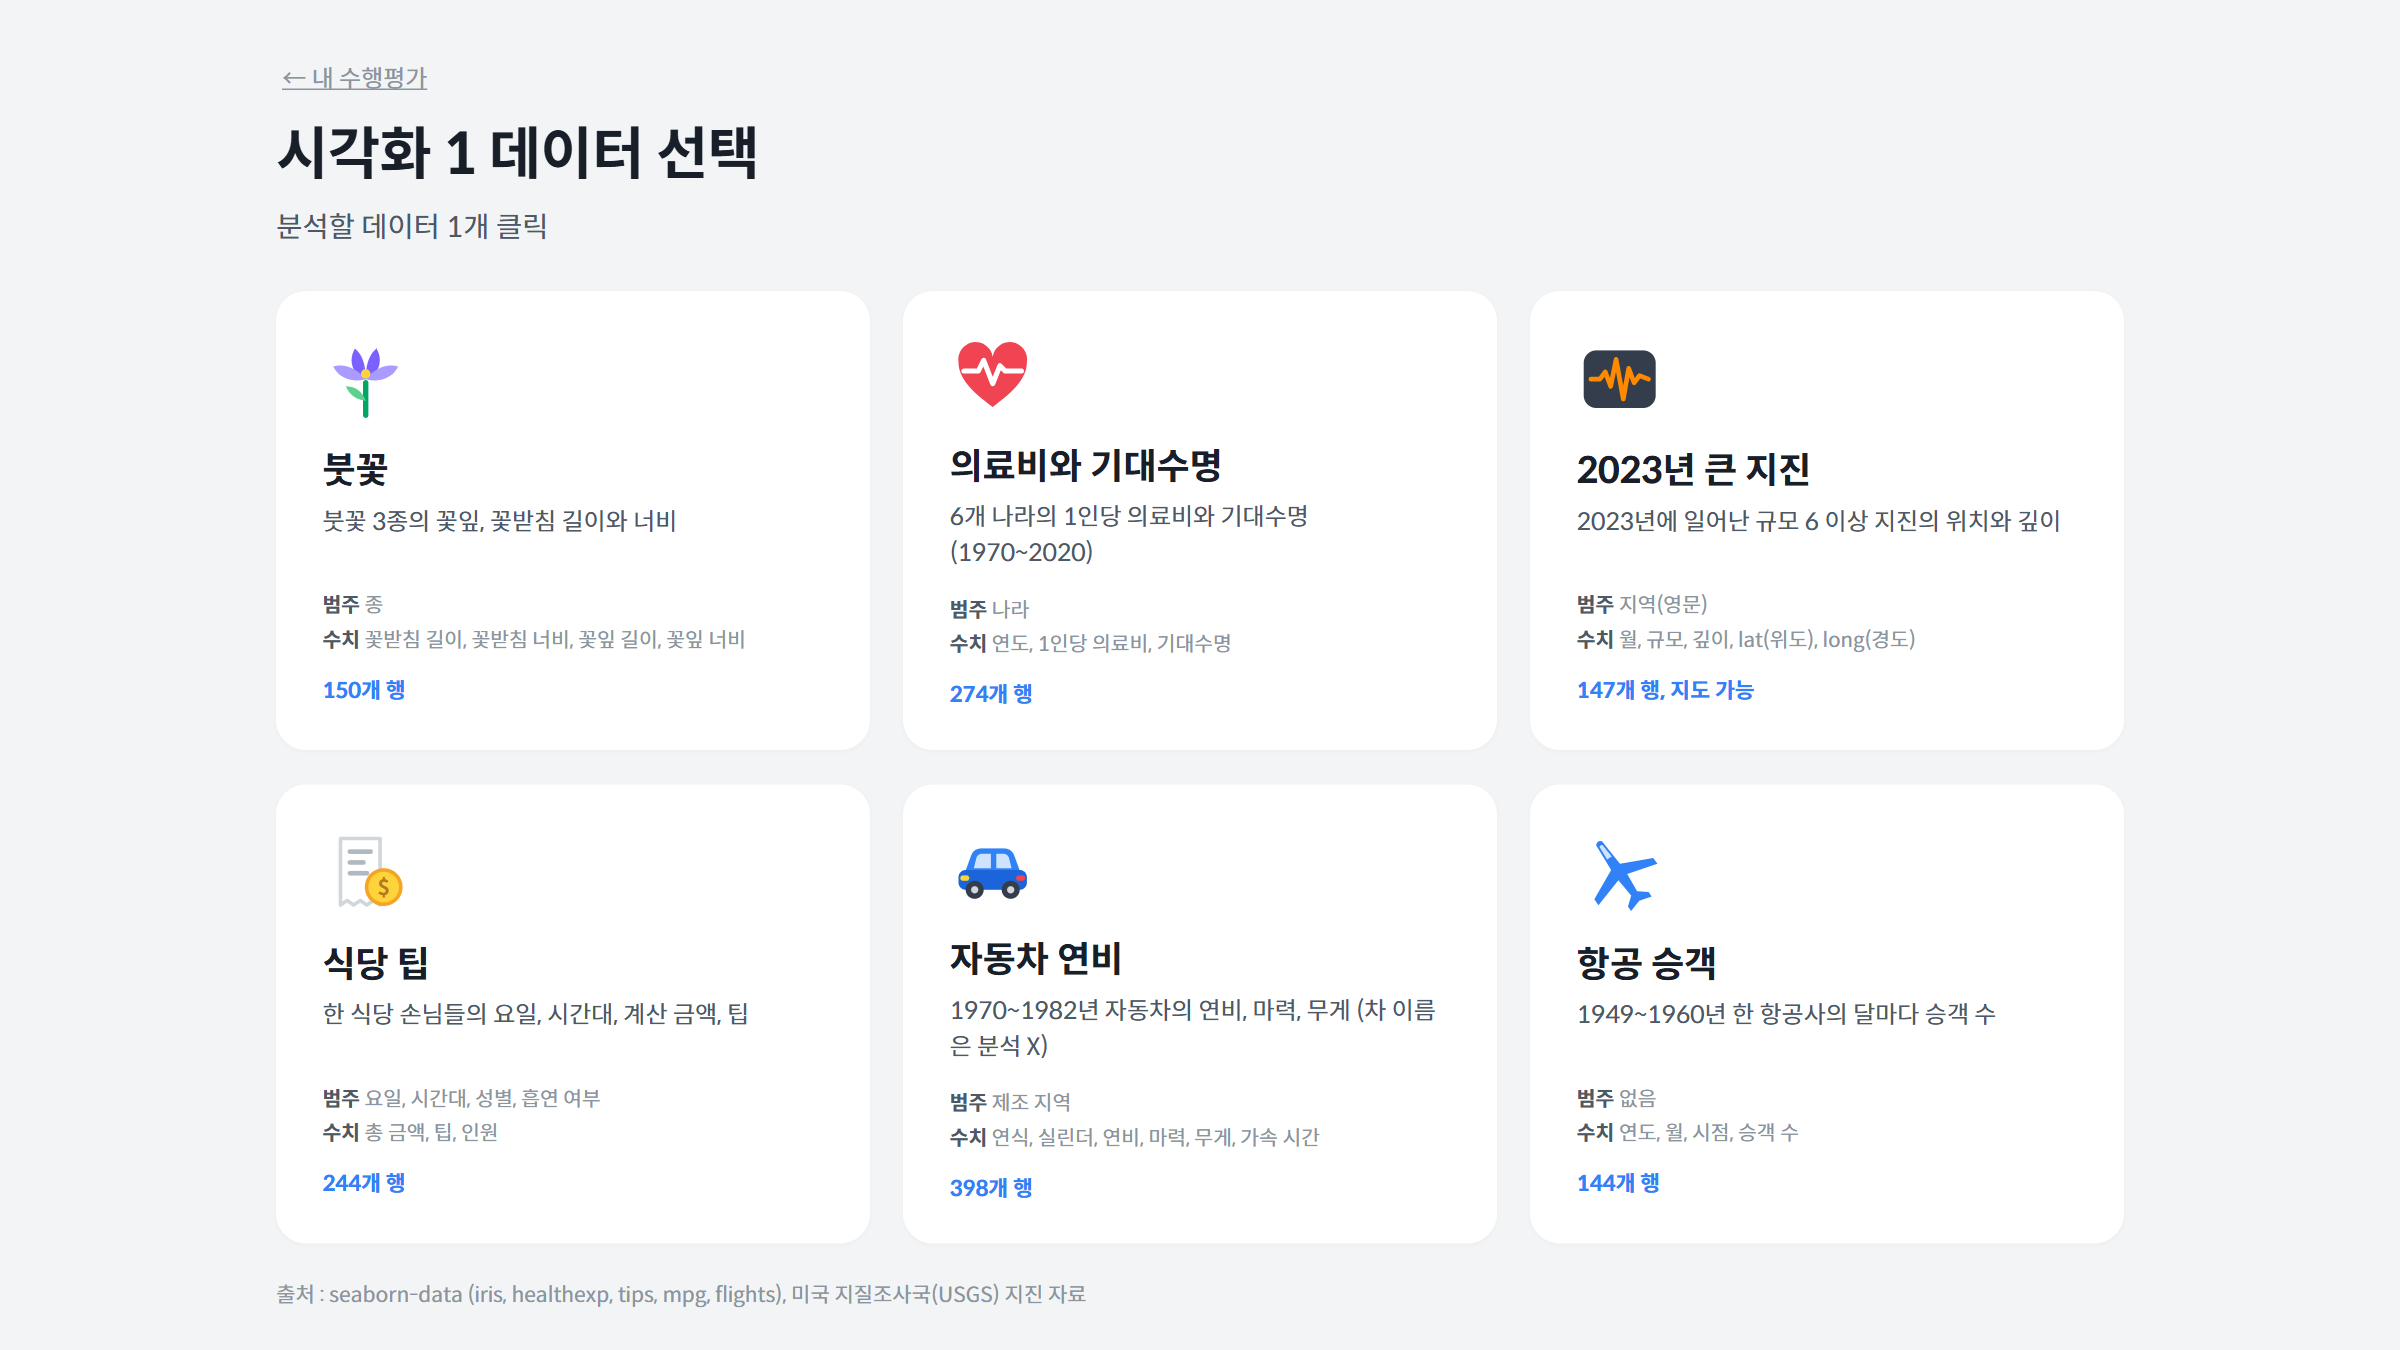 ← 내 수행평가
시각화 1 데이터 선택
분석할 데이터 1개 클릭
붓꽃
붓꽃 3종의 꽃잎, 꽃받침 길이와 너비
범주 종
수치 꽃받침 길이, 꽃받침 너비, 꽃잎 길이, 꽃잎 너비
150개 행
의료비와 기대수명
6개 나라의 1인당 의료비와 기대수명
(1970~2020)
범주 나라
수치 연도, 1인당 의료비, 기대수명
274개 행
2023년 큰 지진
2023년에 일어난 규모 6 이상 지진의 위치와 깊이
범주 지역(영문)
수치 월, 규모, 깊이, lat(위도), long(경도)
147개 행, 지도 가능
$
식당 팁
한 식당 손님들의 요일, 시간대, 계산 금액, 팁
범주 요일, 시간대, 성별, 흡연 여부
수치 총 금액, 팁, 인원
244개 행
자동차 연비
1970~1982년 자동차의 연비, 마력, 무게 (차 이름
은 분석 X)
범주 제조 지역
수치 연식, 실린더, 연비, 마력, 무게, 가속 시간
398개 행
항공 승객
1949~1960년 한 항공사의 달마다 승객 수
범주 없음
수치 연도, 월, 시점, 승객 수
144개 행
출처 : seaborn-data (iris, healthexp, tips, mpg, flights), 미국 지질조사국(USGS) 지진 자료